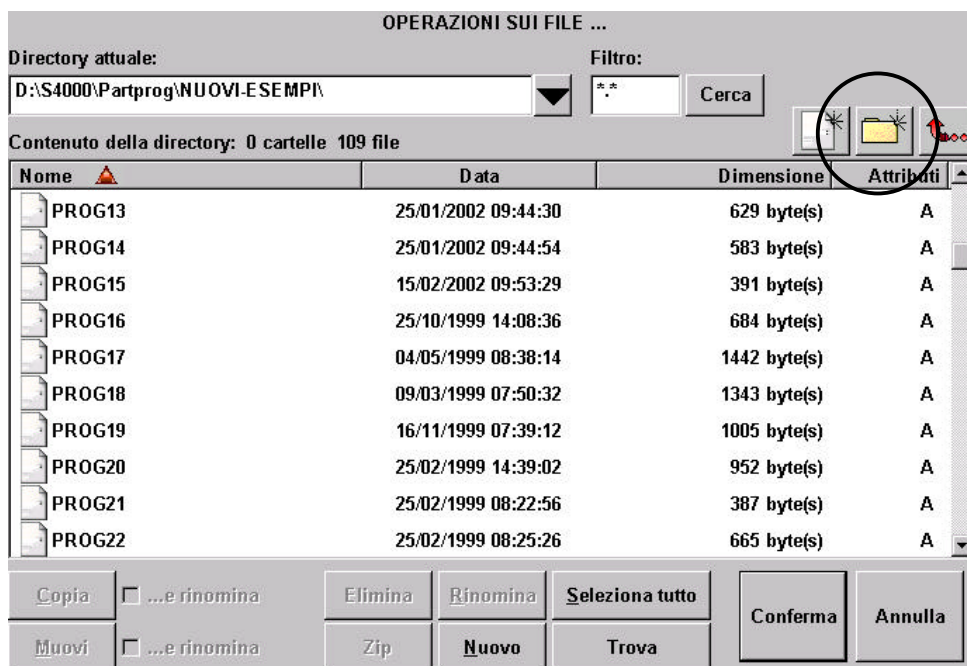 OPERAZIONI SUI FILE ...
Directory attuale: Filtro:
D:\S4000\Partprog\NUOVI-ESEMPI\ *.* Cerca
Contenuto della directory: 0 cartelle 109 file
Nome Data Dimensione Attributi
PROG13 25/01/2002 09:44:30 629 byte(s) A
PROG14 25/01/2002 09:44:54 583 byte(s) A
PROG15 15/02/2002 09:53:29 391 byte(s) A
PROG16 25/10/1999 14:08:36 684 byte(s) A
PROG17 04/05/1999 08:38:14 1442 byte(s) A
PROG18 09/03/1999 07:50:32 1343 byte(s) A
PROG19 16/11/1999 07:39:12 1005 byte(s) A
PROG20 25/02/1999 14:39:02 952 byte(s) A
PROG21 25/02/1999 08:22:56 387 byte(s) A
PROG22 25/02/1999 08:25:26 665 byte(s) A
Copia ...e rinomina Elimina Rinomina Seleziona tutto Conferma Annulla
Muovi ...e rinomina Zip Nuovo Trova